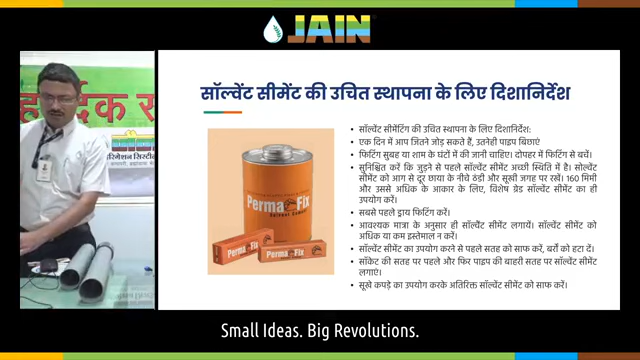 JAIN
सॉल्वेंट सीमेंट की उचित स्थापना के लिए दिशानिर्देश
• सॉल्वेंट सीमेंटिंग की उचित स्थापना के लिए दिशानिर्देश:
• एक दिन में आप जितने जोड़ सकते हैं, उतनेही पाइप बिछाएं
• फिटिंग सुबह या शाम के घंटों में की जानी चाहिए। दोपहर में फिटिंग से बचें।
• सुनिश्चित करें कि जुड़ने से पहले सॉल्वेंट सीमेंट अच्छी स्थिति में है। सॉल्वेंट
सीमेंट को आग से दूर छाया के नीचे ठंडी और सूखी जगह पर रखें। 160 मिमी
और उससे अधिक के आकार के लिए, विशेष ग्रेड सॉल्वेंट सीमेंट का ही
उपयोग करें।
• सबसे पहले ड्राय फिटिंग करें।
• आवश्यक मात्रा के अनुसार ही सॉल्वेंट सीमेंट लगायें। सॉल्वेंट सीमेंट को
अधिक या कम इस्तेमाल न करें।
• सॉल्वेंट सीमेंट का उपयोग करने से पहले सतह को साफ करें, बर्रों को हटा दें।
• सॉकेट की सतह पर पहले और फिर पाइप की बाहरी सतह पर सॉल्वेंट सीमेंट
लगाएं।
• सूखे कपड़े का उपयोग करके अतिरिक्त सॉल्वेंट सीमेंट को साफ करें।
Perma Fix
Solvent Cement
Perma Fix
Perma Fix
Small Ideas. Big Revolutions.